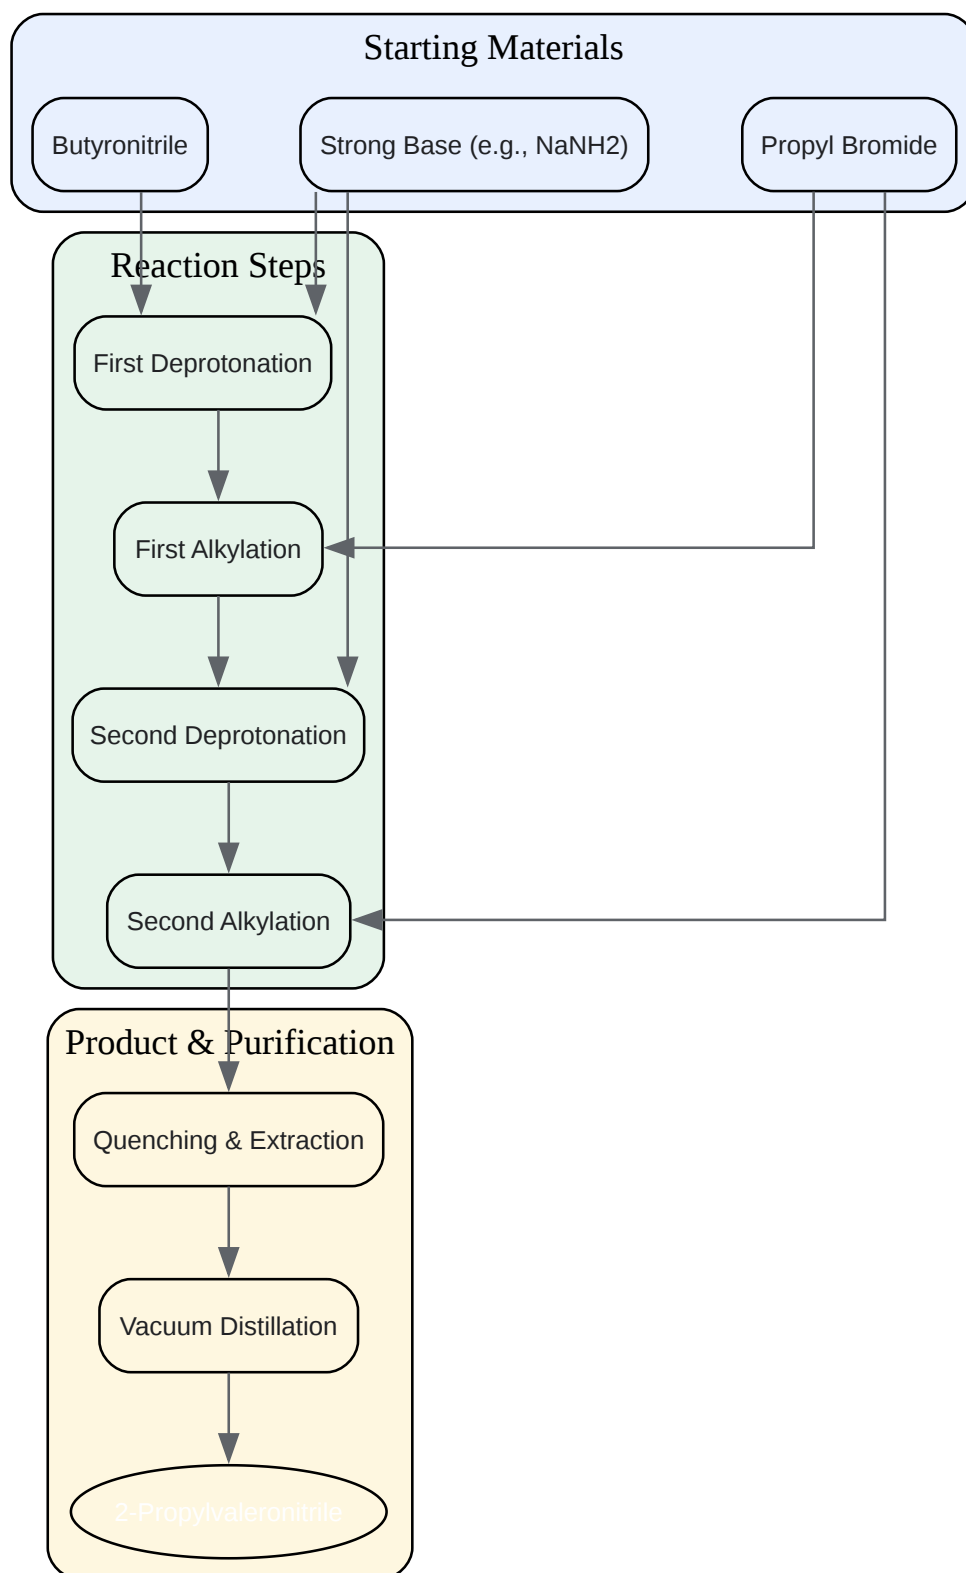 Starting Materials
Butyronitrile
Strong Base (e.g., NaNH2)
Propyl Bromide
Reaction Steps
First Deprotonation
First Alkylation
Second Deprotonation
Second Alkylation
Product & Purification
Quenching & Extraction
Vacuum Distillation
2-Propylvaleronitrile